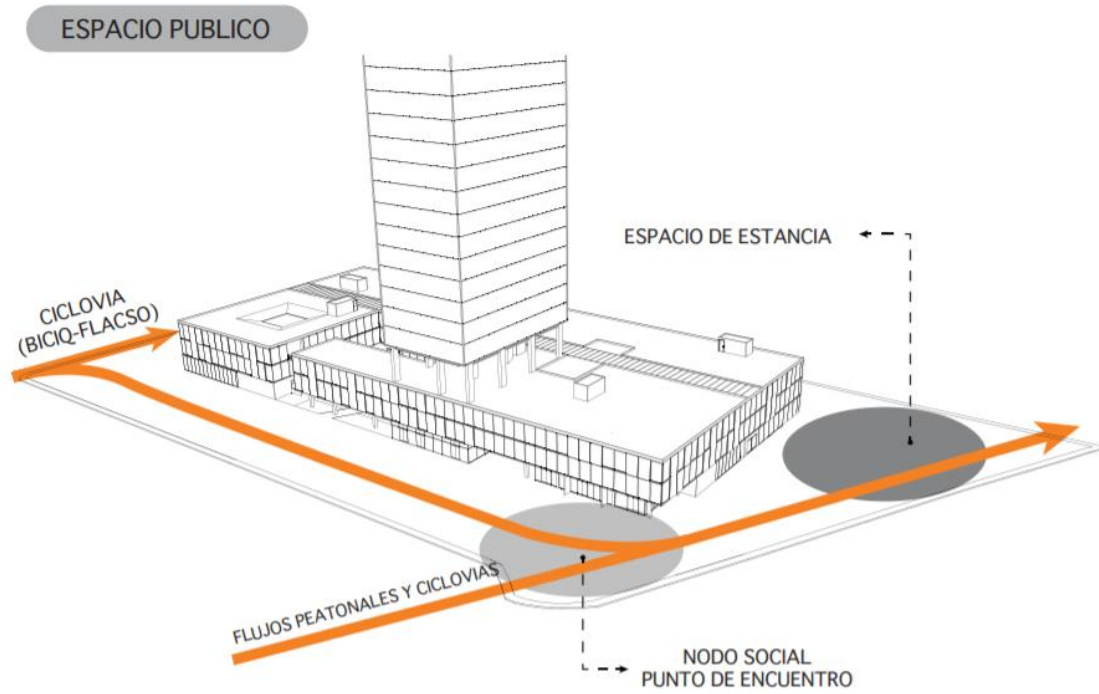 ESPACIO PUBLICO
ESPACIO DE ESTANCIA
CICLOVIA
(BICIQ-FLACSO)
FLUJOS PEATONALES Y CICLOVIAS
NODO SOCIAL
PUNTO DE ENCUENTRO